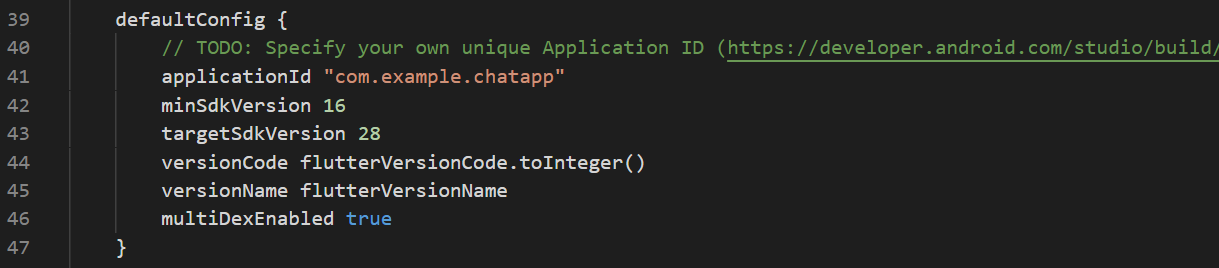 39 defaultConfig {
40 // TODO: Specify your own unique Application ID (https://developer.android.com/studio/build/
41 applicationId "com.example.chatapp"
42 minSdkVersion 16
43 targetSdkVersion 28
44 versionCode flutterVersionCode.toInteger()
45 versionName flutterVersionName
46 multiDexEnabled true
47 }